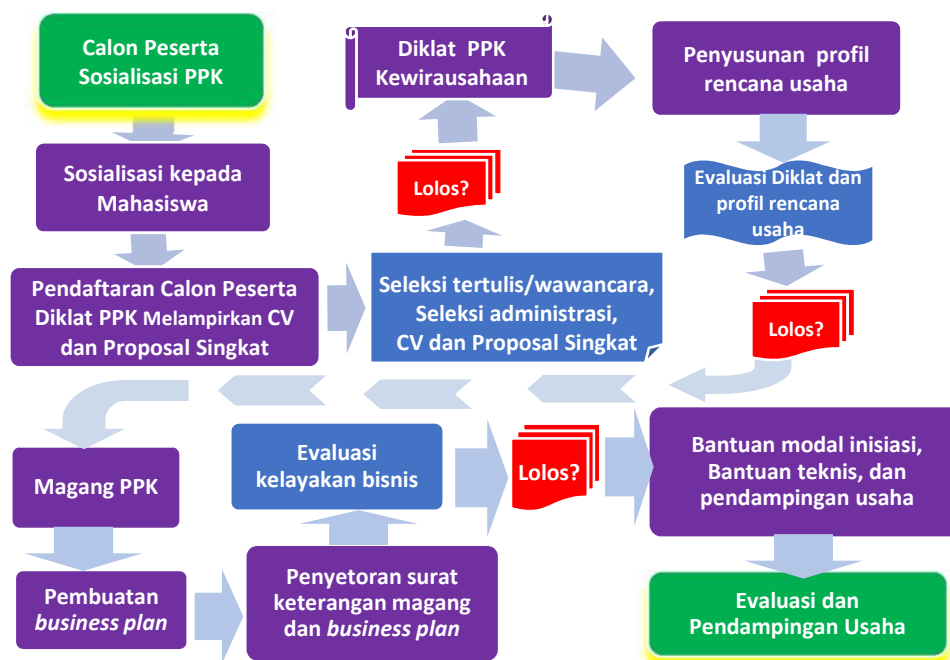 Calon Peserta
Sosialisasi PPK
Sosialisasi kepada
Mahasiswa
Pendaftaran Calon Peserta
Diklat PPK Melampirkan CV
dan Proposal Singkat
Seleksi tertulis/wawancara,
Seleksi administrasi,
CV dan Proposal Singkat
Lolos?
Diklat PPK
Kewirausahaan
Penyusunan profil
rencana usaha
Evaluasi Diklat dan
profil rencana
usaha
Lolos?
Magang PPK
Pembuatan
business plan
Penyetoran surat
keterangan magang
dan business plan
Evaluasi
kelayakan bisnis
Lolos?
Bantuan modal inisiasi,
Bantuan teknis, dan
pendampingan usaha
Evaluasi dan
Pendampingan Usaha